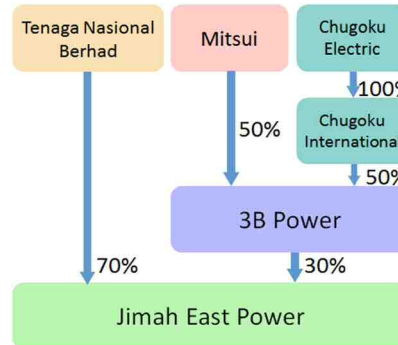 Tenaga Nasional
Berhad
Mitsui
Chugoku
Electric
100%
Chugoku
International
50%
50%
3B Power
70%
30%
Jimah East Power